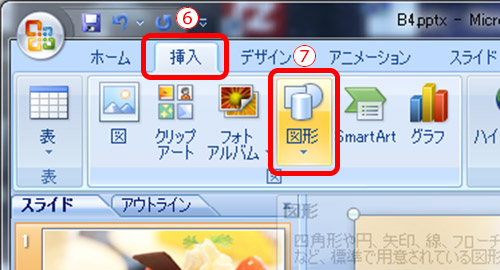 ⑥
B4.pptx - Micro
ホーム 挿入 デザイン ⑦ アニメーション スライド
表 図 クリップ アート フォト アルバム 図形 SmartArt グラフ ハイ
表 図
スライド アウトライン 図形
1
四角形や円、矢印、線、フローチ
など、標準で用意されている図形